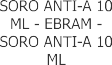 SORO ANTI-A 10
ML - EBRAM -
SORO ANTI-A 10
ML